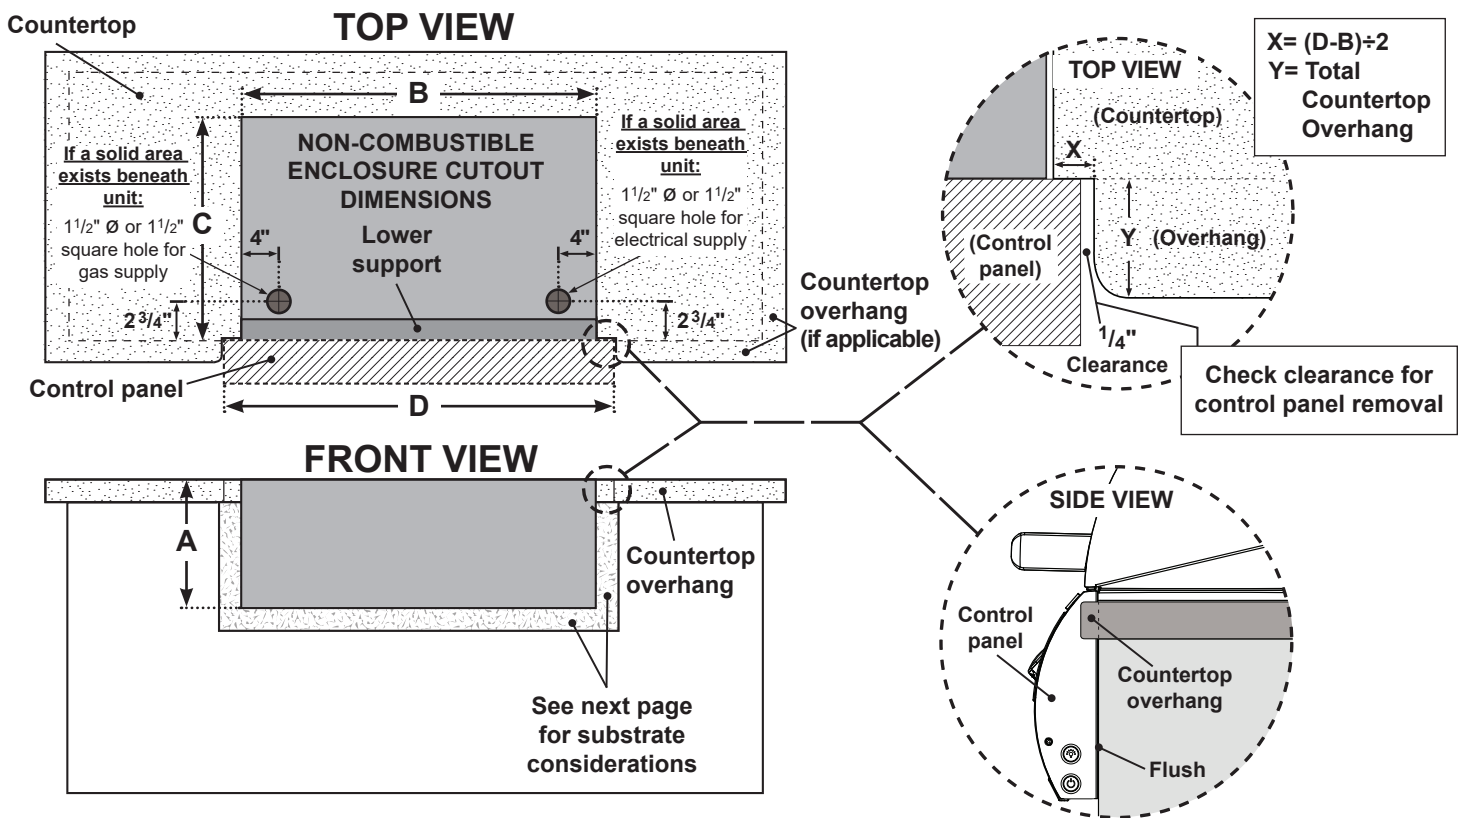 Countertop
TOP VIEW
B
NON-COMBUSTIBLE
ENCLOSURE CUTOUT
DIMENSIONS
Lower
support
If a solid area
exists beneath
unit:
1 1/2" Ø or 1 1/2"
square hole for
gas supply
C
4"
4"
If a solid area
exists beneath
unit:
1 1/2" Ø or 1 1/2"
square hole for
electrical supply
2 3/4"
2 3/4"
Countertop
overhang
(if applicable)
Control panel
D
TOP VIEW
(Countertop)
X
(Control
panel)
Y
(Overhang)
1/4"
Clearance
X= (D-B)÷2
Y= Total
Countertop
Overhang
Check clearance for
control panel removal
FRONT VIEW
A
Countertop
overhang
See next page
for substrate
considerations
SIDE VIEW
Control
panel
Countertop
overhang
Flush